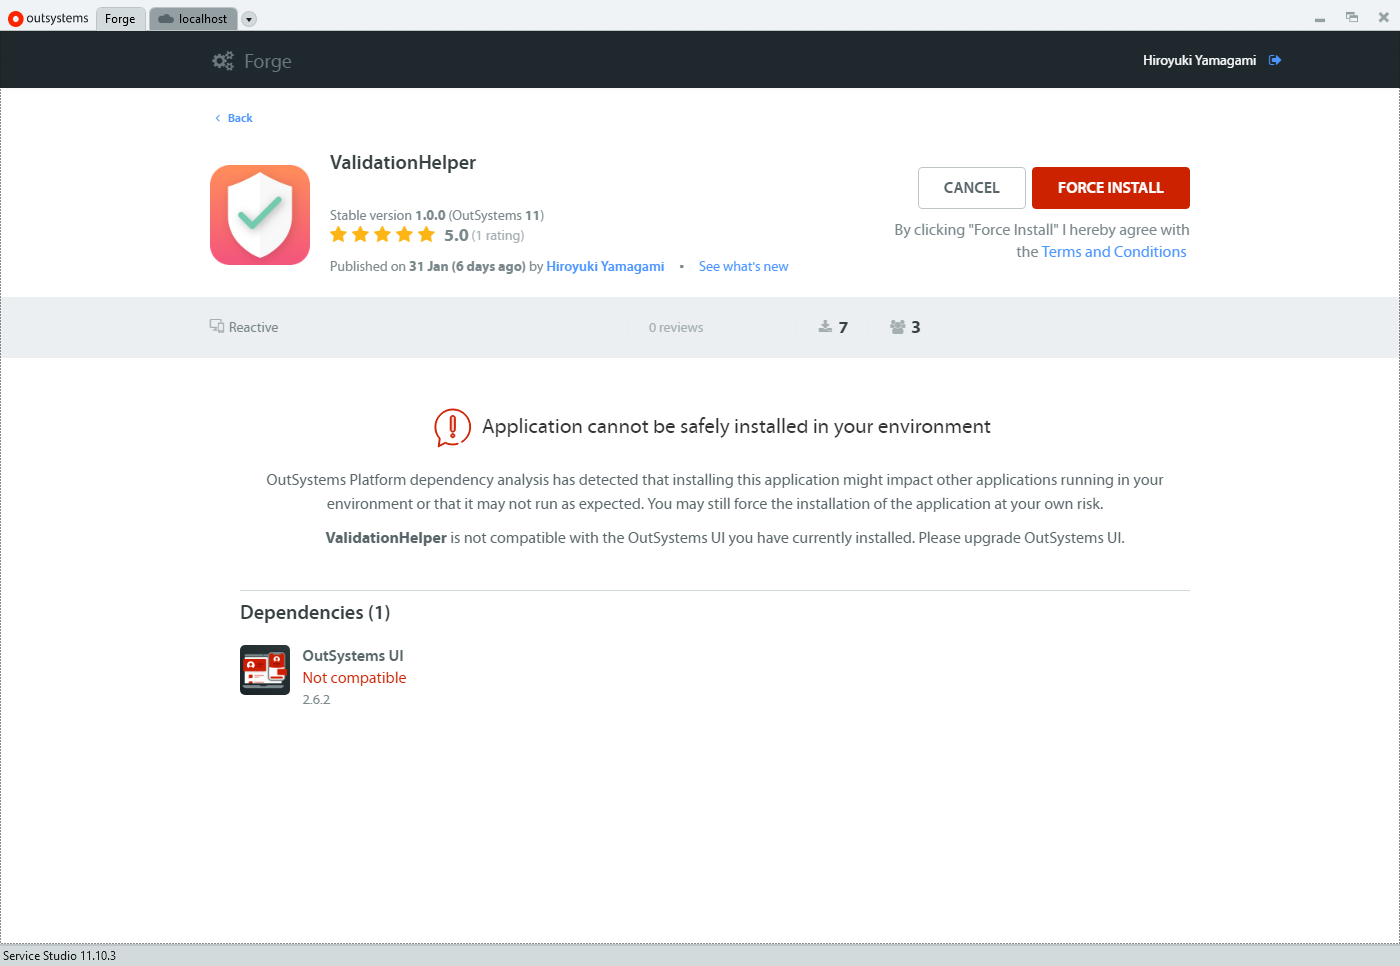 outsystems Forge localhost
Forge
Hiroyuki Yamagami
Back
ValidationHelper
Stable version 1.0.0 (OutSystems 11)
5.0 (1 rating)
Published on 31 Jan (6 days ago) by Hiroyuki Yamagami • See what's new
CANCEL
FORCE INSTALL
By clicking "Force Install" I hereby agree with
the Terms and Conditions
Reactive
0 reviews
7
3
Application cannot be safely installed in your environment
OutSystems Platform dependency analysis has detected that installing this application might impact other applications running in your
environment or that it may not run as expected. You may still force the installation of the application at your own risk.
ValidationHelper is not compatible with the OutSystems UI you have currently installed. Please upgrade OutSystems UI.
Dependencies (1)
OutSystems UI
Not compatible
2.6.2
Service Studio 11.10.3